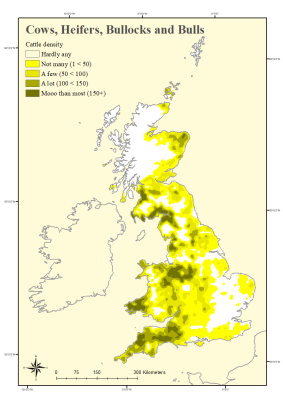 Cows, Heifers, Bullocks and Bulls
Cattle density
Hardly any
Not many (1 < 50)
A few (50 < 100)
A lot (100 < 150)
Mooo than most (150+)
0 75 150 300 Kilometers